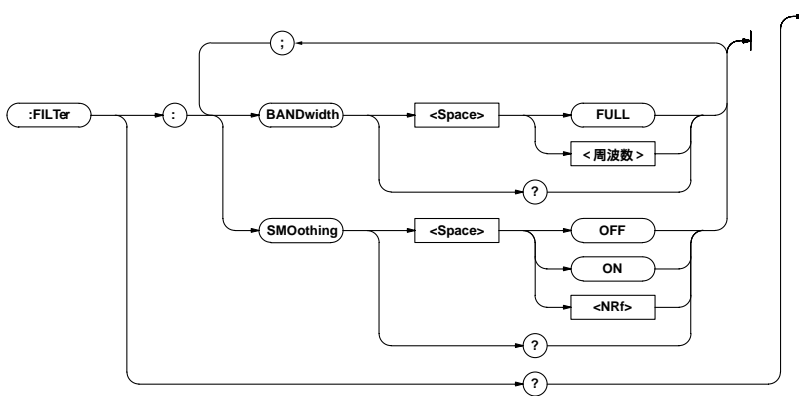 ;
:FILTer
:
BANDwidth
<Space>
FULL
<周波数>
?
SMOothing
<Space>
OFF
ON
<NRf>
?
?